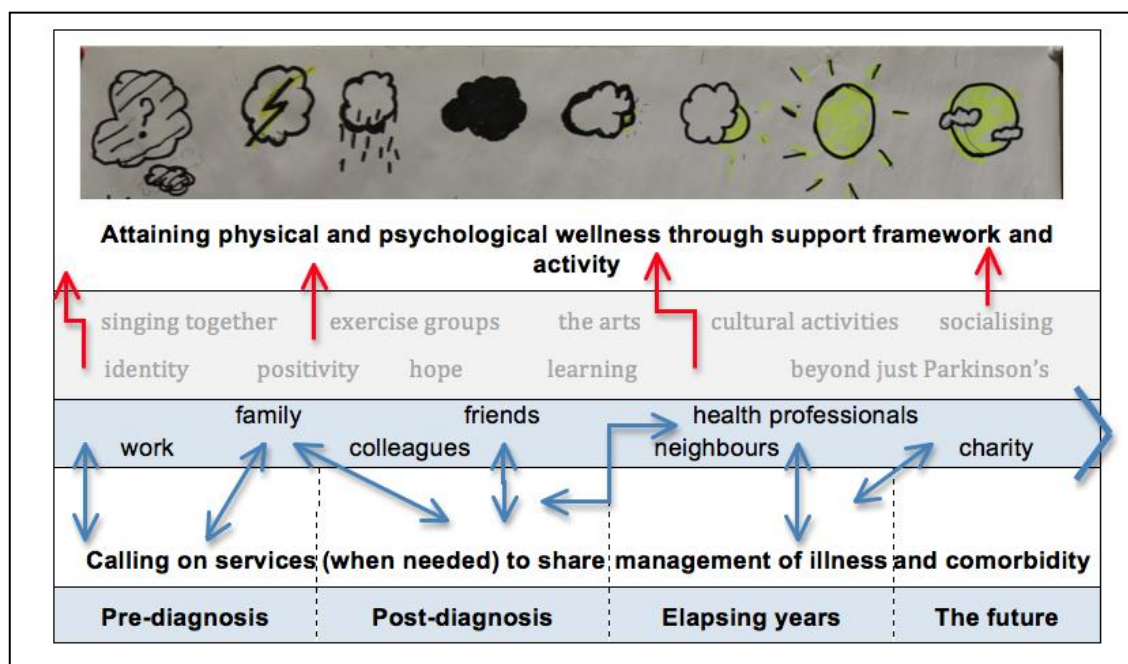 ?
Attaining physical and psychological wellness through support framework and
activity
singing together exercise groups the arts cultural activities socialising
identity positivity hope learning beyond just Parkinson's
family friends health professionals
work colleagues neighbours charity
Calling on services (when needed) to share management of illness and comorbidity
Pre-diagnosis Post-diagnosis Elapsing years The future